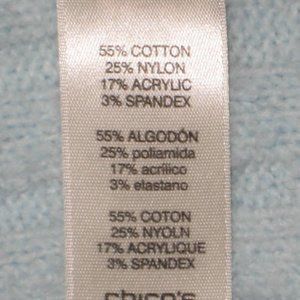 55% COTTON
25% NYLON
17% ACRYLIC
3% SPANDEX
55% ALGODÓN
25% poliamida
17% acrílico
3% elastano
55% COTON
25% NYOLN
17% ACRYLIQUE
3% SPANDEX
chico's